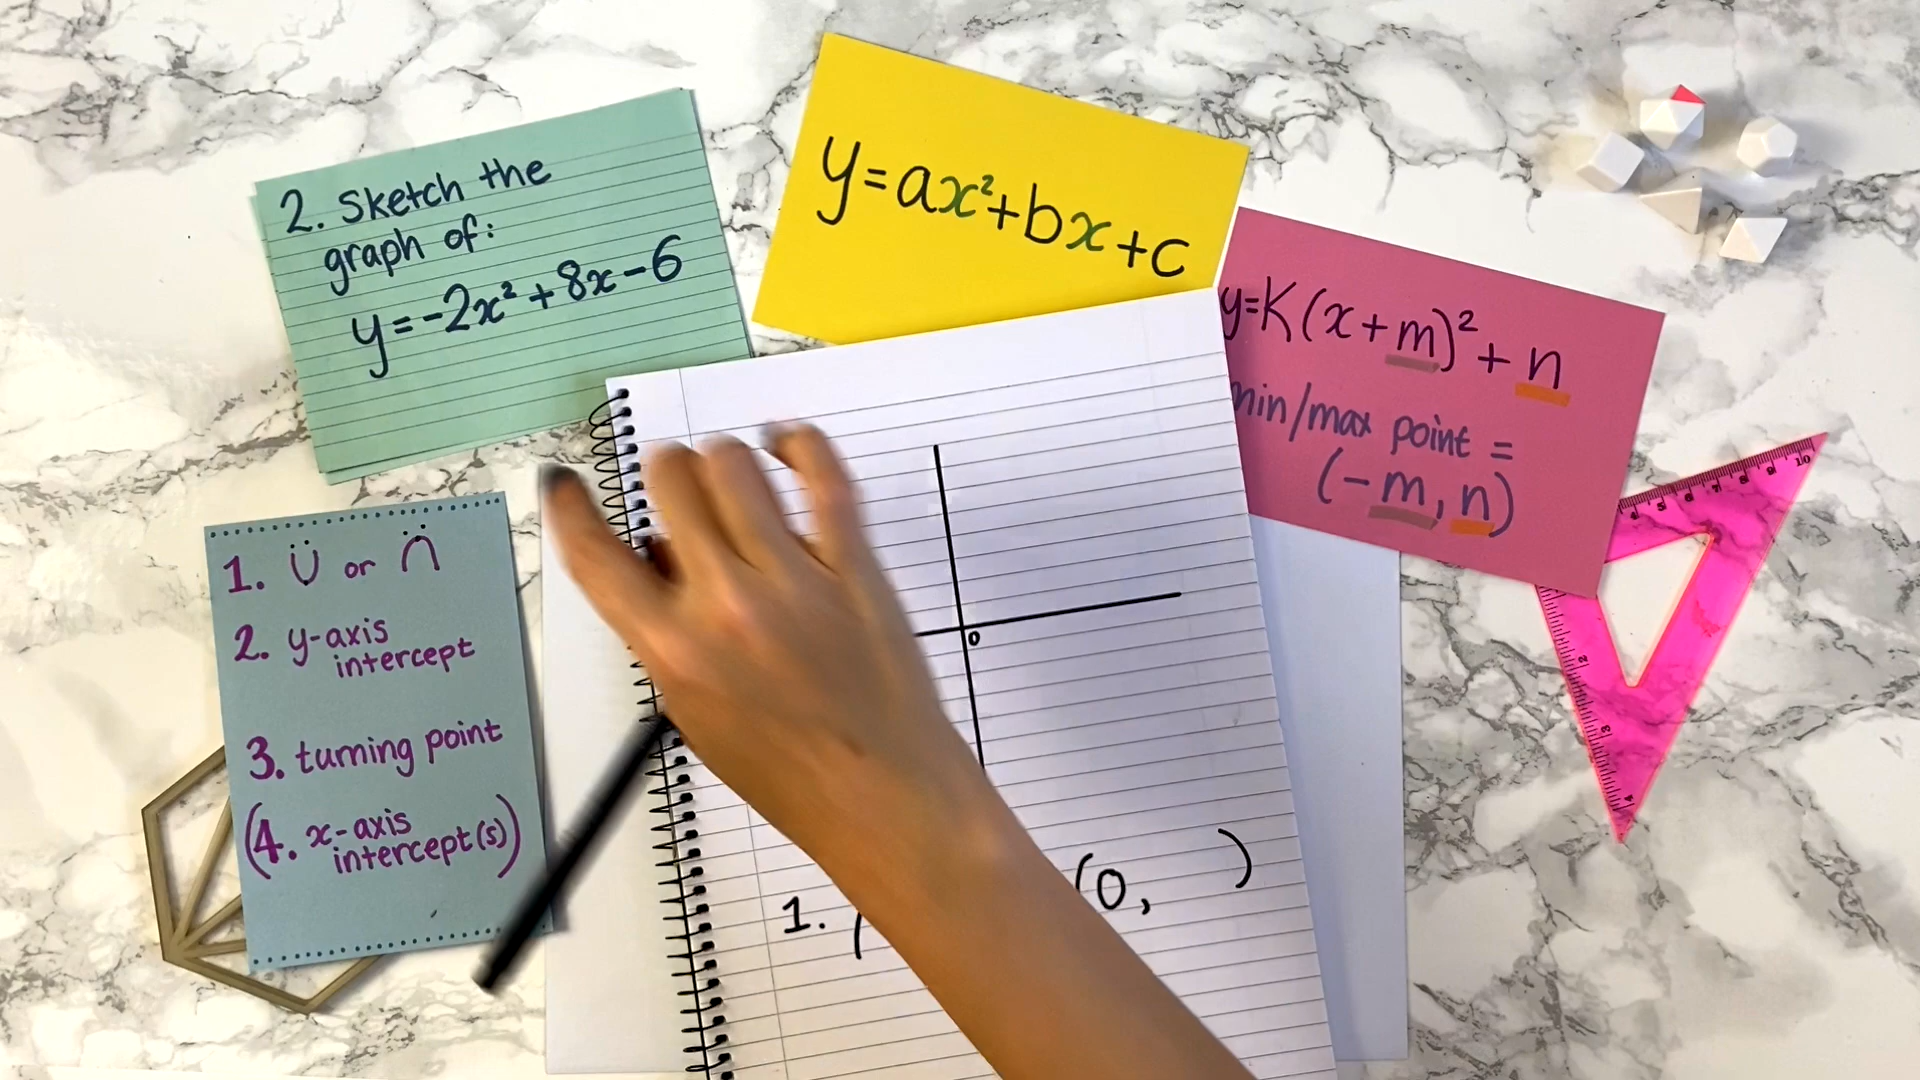 2. Sketch the
graph of:
y=-2x²+8x-6
y=ax²+bx+c
y=K(x+m)²+n
min/max point =
(-m,n)
1. or
2. y-axis
intercept
3. turning point
(4. x-axis
intercept(s))
0
1. ( (0, )